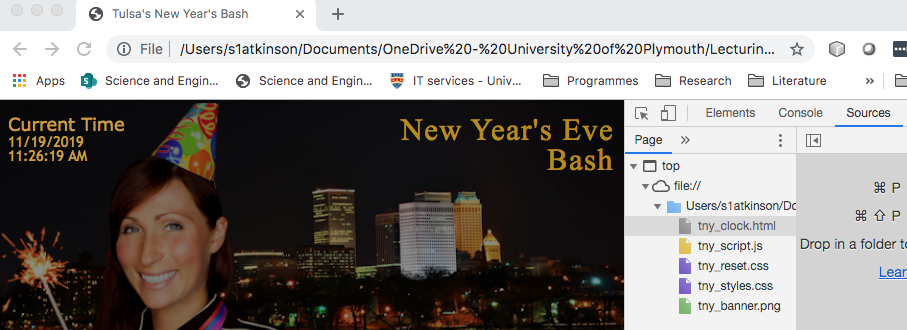 Tulsa's New Year's Bash
File | /Users/s1atkinson/Documents/OneDrive%20-%20University%20of%20Plymouth/Lecturin...
Apps Science and Engin... Science and Engin... IT services - Univ... Programmes Research Literature »
Current Time
11/19/2019
11:26:19 AM
New Year's Eve
Bash
Elements Console Sources
Page »
top
file://
Users/s1atkinson/Do
tny_clock.html
tny_script.js
tny_reset.css
tny_styles.css
tny_banner.png
⌘ P
⌘ ⇧ P
Drop in a folder to
Lear